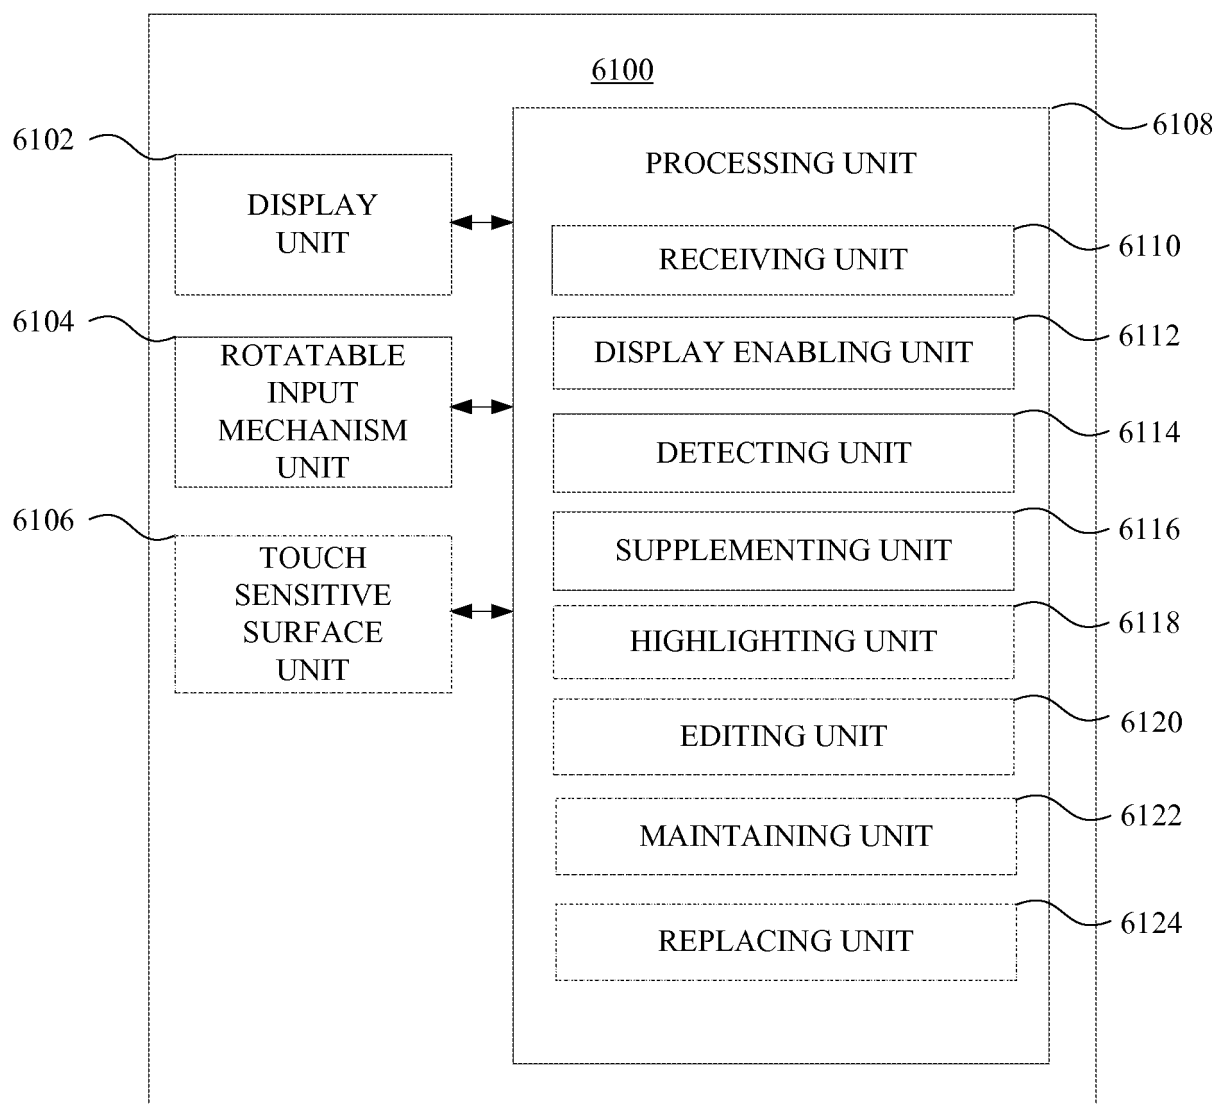 6100
6102
DISPLAY
UNIT
6104
ROTATABLE
INPUT
MECHANISM
UNIT
6106
TOUCH
SENSITIVE
SURFACE
UNIT
6108
PROCESSING UNIT
RECEIVING UNIT
6110
DISPLAY ENABLING UNIT
6112
DETECTING UNIT
6114
SUPPLEMENTING UNIT
6116
HIGHLIGHTING UNIT
6118
EDITING UNIT
6120
MAINTAINING UNIT
6122
REPLACING UNIT
6124